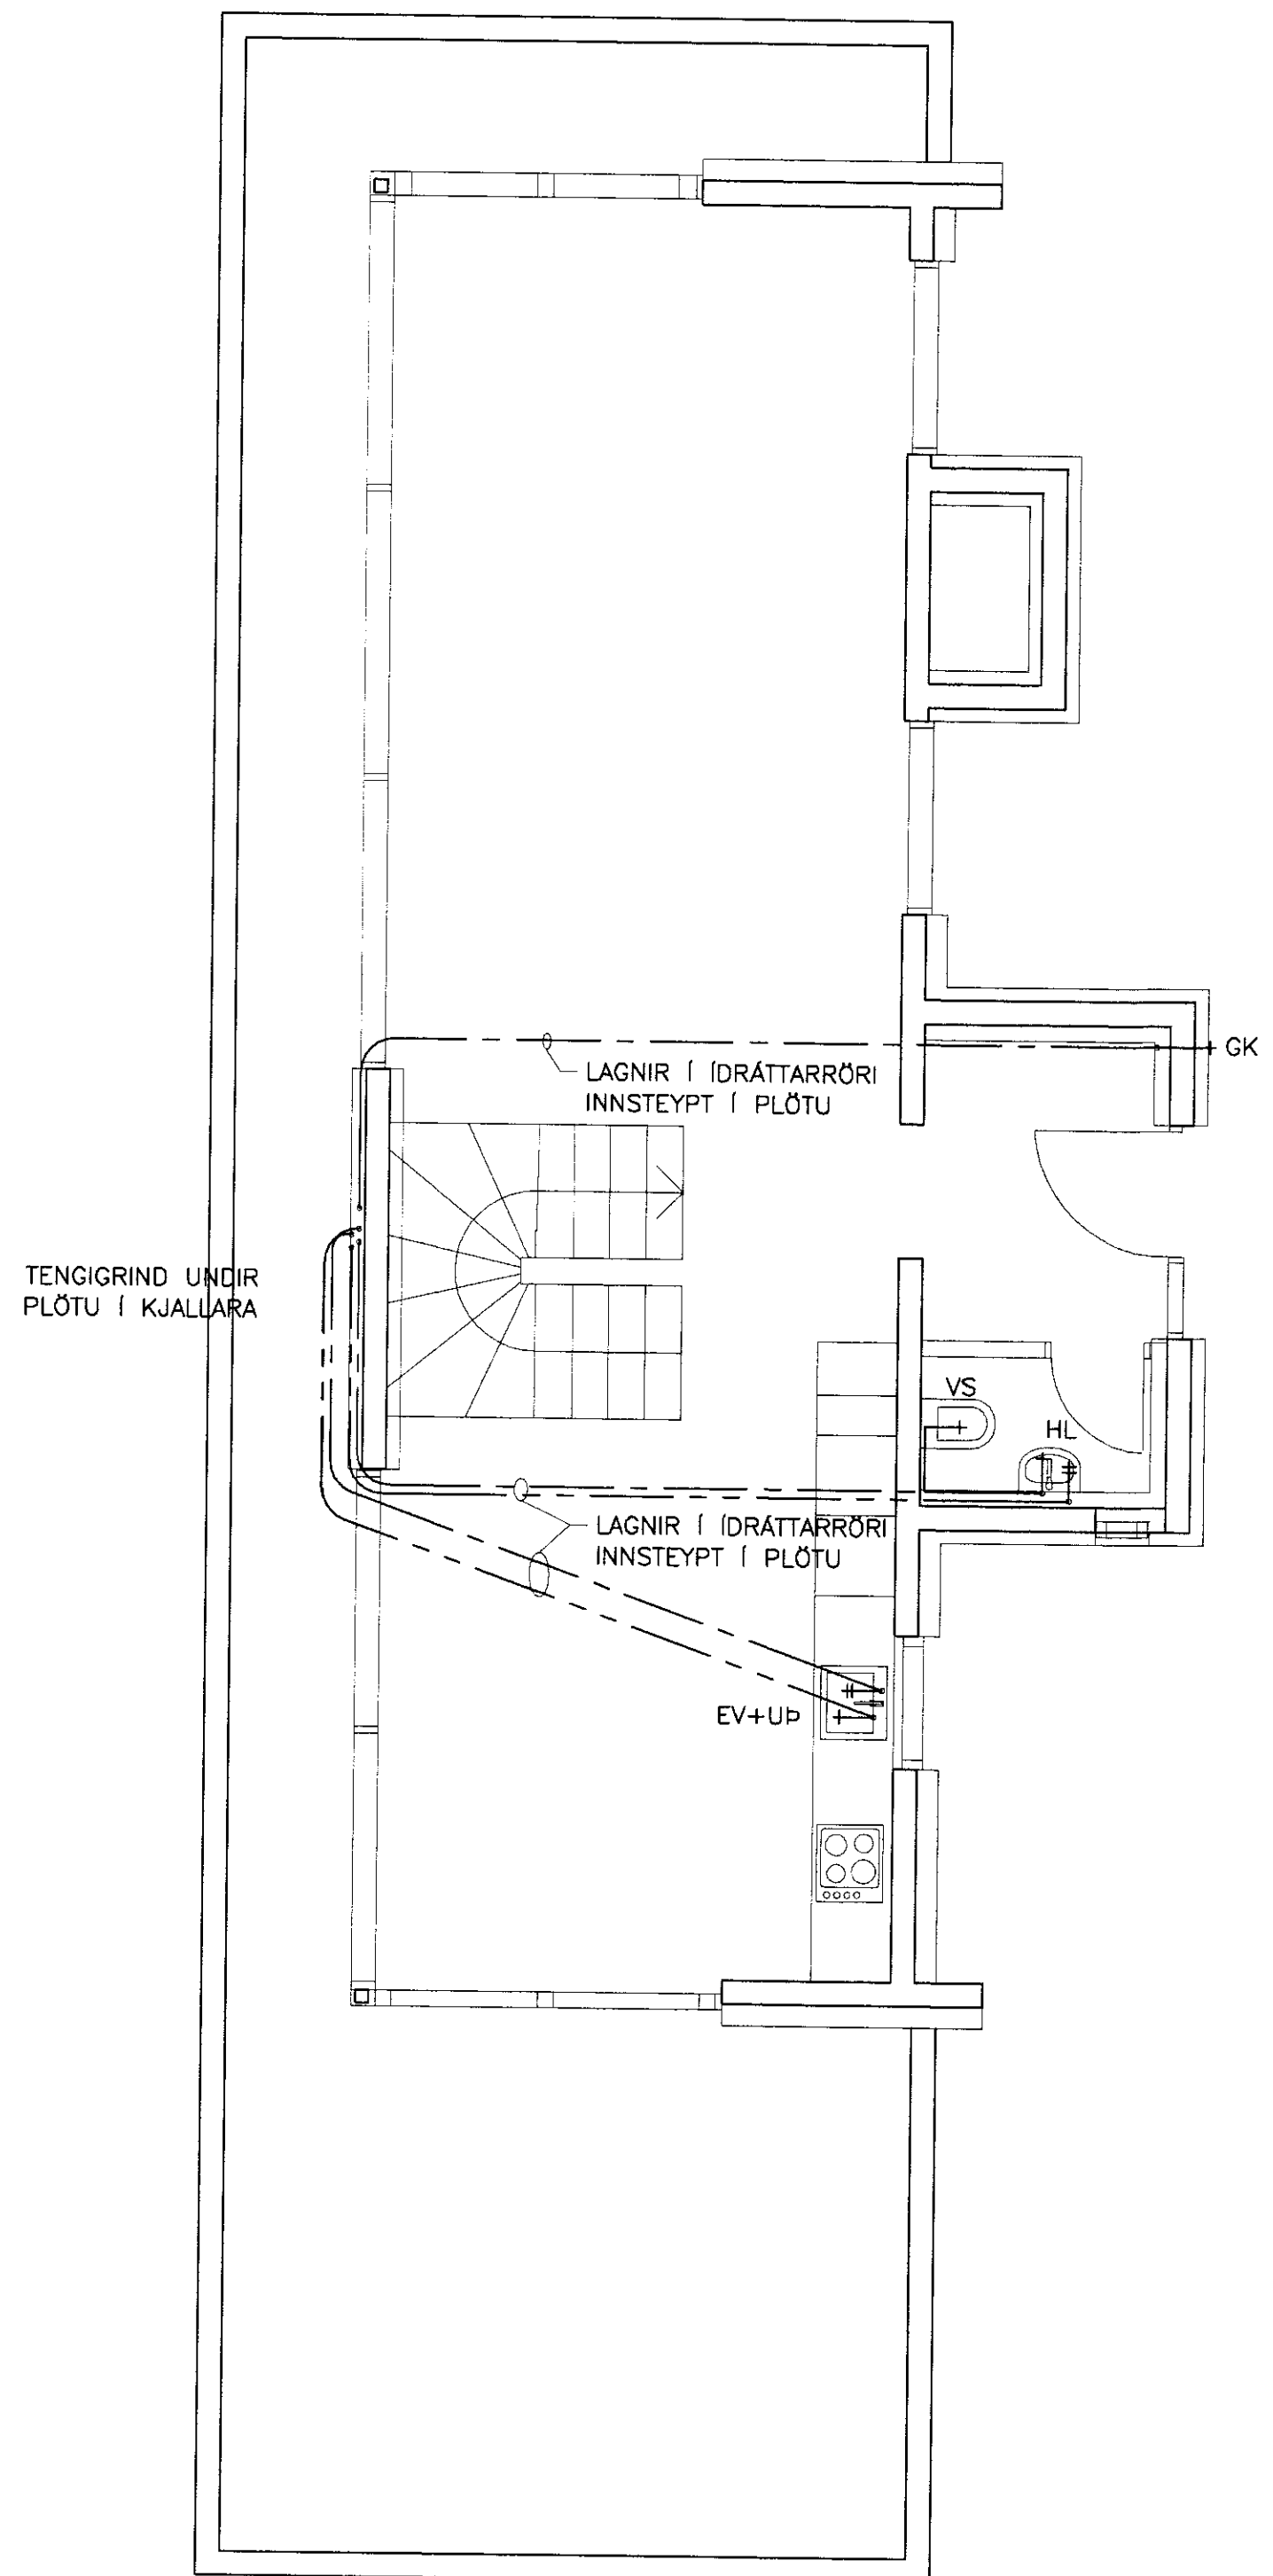 GK
LAGNIR Í ÍDRÁTTARRÖRI
INNSTEYPT Í PLÖTU
TENGIGRIND UNDIR
PLÖTU Í KJALLARA
VS
HL
LAGNIR Í ÍDRÁTTARRÖRI
INNSTEYPT Í PLÖTU
EV+UÞ